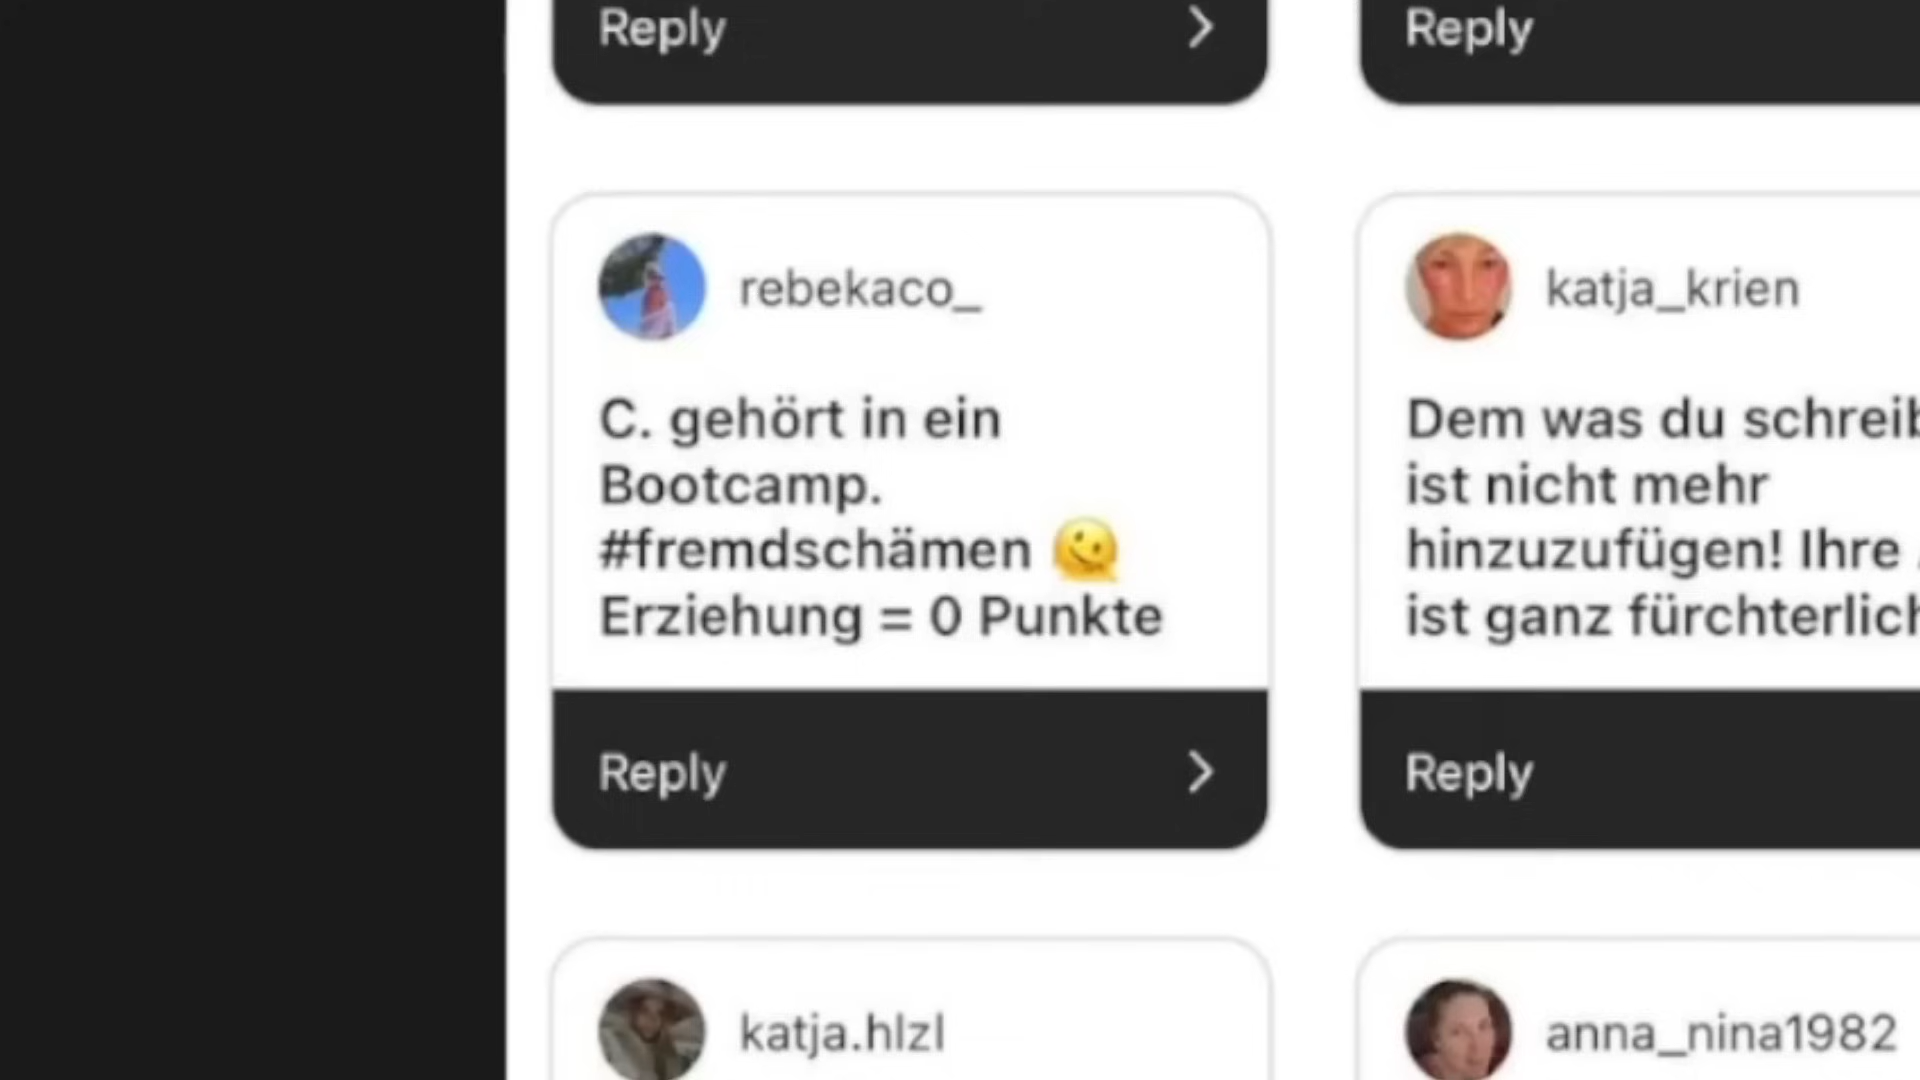 Reply
Reply
rebekaco_
C. gehört in ein
Bootcamp.
#fremdschämen 🫠
Erziehung = 0 Punkte
Reply
katja_krien
Dem was du schreib
ist nicht mehr
hinzuzufügen! Ihre
ist ganz fürchterlich
Reply
katja.hlzl
anna_nina1982